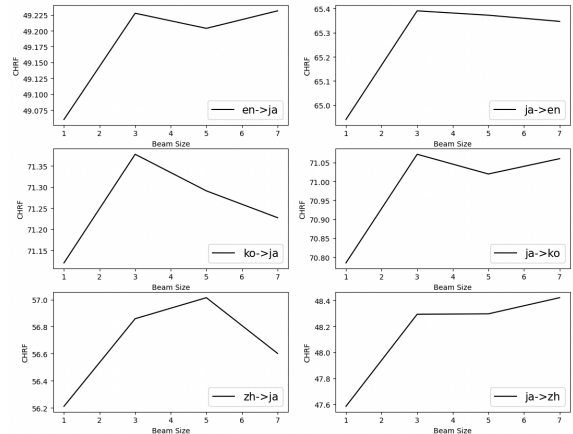 49.225
49.200
49.175
49.150
49.125
49.100
49.075
CHRF
1 2 3 4 5 6 7
Beam Size
en->ja
65.4
65.3
65.2
65.1
65.0
CHRF
1 2 3 4 5 6 7
Beam Size
ja->en
71.35
71.30
71.25
71.20
71.15
CHRF
1 2 3 4 5 6 7
Beam Size
ko->ja
71.05
71.00
70.95
70.90
70.85
70.80
CHRF
1 2 3 4 5 6 7
Beam Size
ja->ko
57.0
56.8
56.6
56.4
56.2
CHRF
1 2 3 4 5 6 7
Beam Size
zh->ja
48.4
48.2
48.0
47.8
47.6
CHRF
1 2 3 4 5 6 7
Beam Size
ja->zh